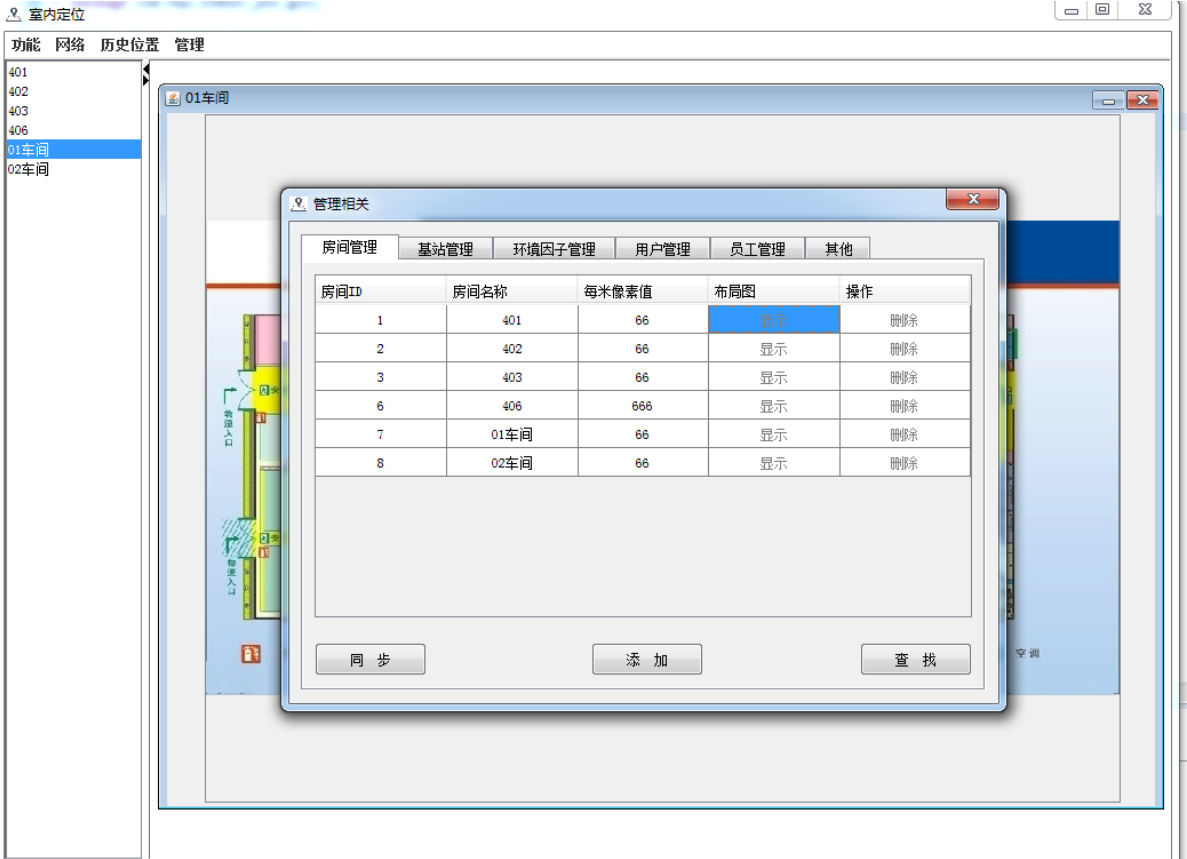 室内定位
功能 网络 历史位置 管理
401
402
403
406
01车间
02车间
01车间
管理相关
房间管理 基站管理 环境因子管理 用户管理 员工管理 其他
房间ID 房间名称 每米像素值 布局图 操作
1 401 66 显示 删除
2 402 66 显示 删除
3 403 66 显示 删除
6 406 666 显示 删除
7 01车间 66 显示 删除
8 02车间 66 显示 删除
同 步 添 加 查 找
物流入口
空调